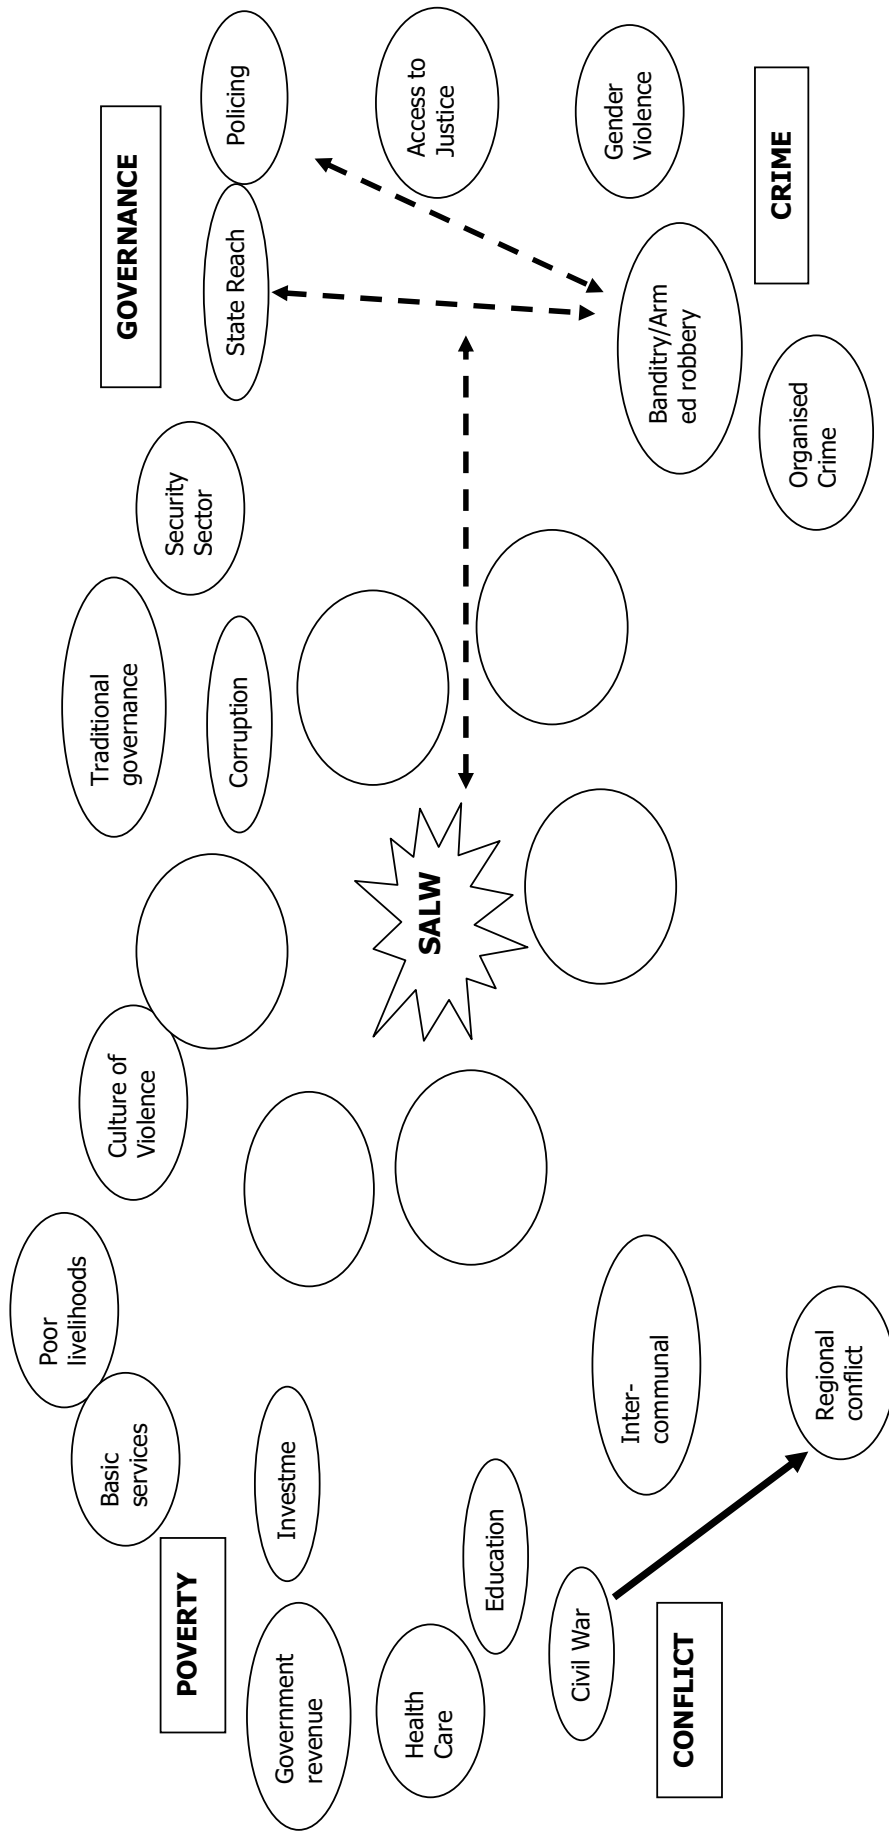 Poor
livelihoods
Traditional
governance
Basic
services
Culture of
Violence
GOVERNANCE
Security
Sector
POVERTY
Corruption
State Reach
Policing
Government
revenue
Investme
Health
Care
SALW
Access to
Justice
Education
Civil War
Inter-
communal
Gender
Violence
Banditry/Arm
ed robbery
CONFLICT
CRIME
Organised
Crime
Regional
conflict